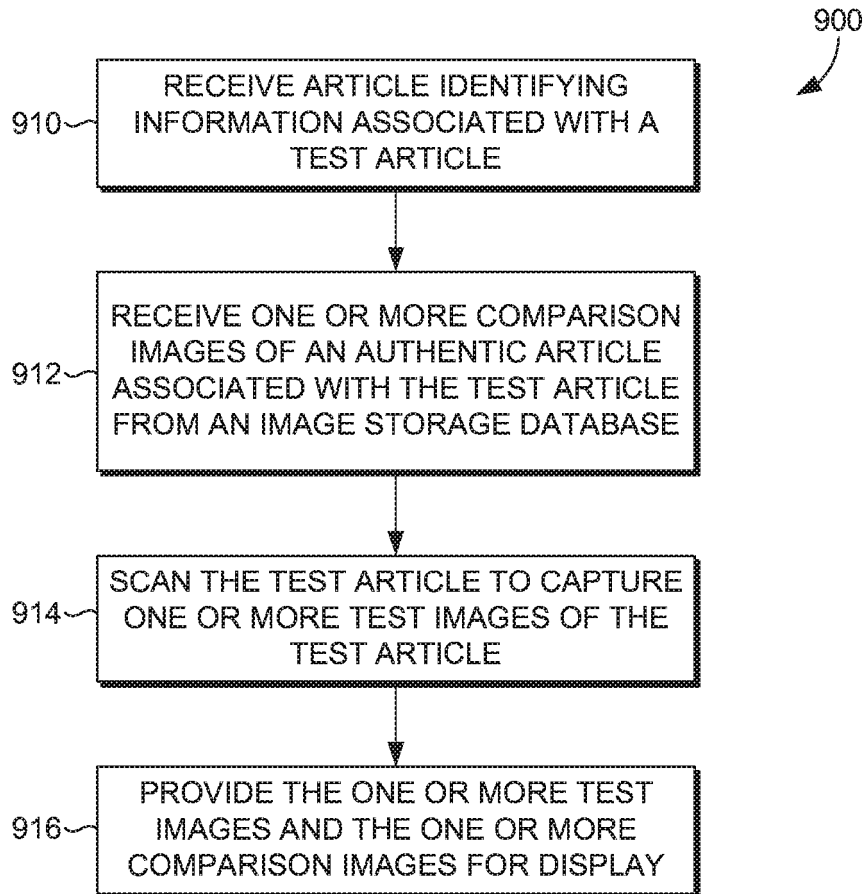 900
910
RECEIVE ARTICLE IDENTIFYING
INFORMATION ASSOCIATED WITH A
TEST ARTICLE
912
RECEIVE ONE OR MORE COMPARISON
IMAGES OF AN AUTHENTIC ARTICLE
ASSOCIATED WITH THE TEST ARTICLE
FROM AN IMAGE STORAGE DATABASE
914
SCAN THE TEST ARTICLE TO CAPTURE
ONE OR MORE TEST IMAGES OF THE
TEST ARTICLE
916
PROVIDE THE ONE OR MORE TEST
IMAGES AND THE ONE OR MORE
COMPARISON IMAGES FOR DISPLAY